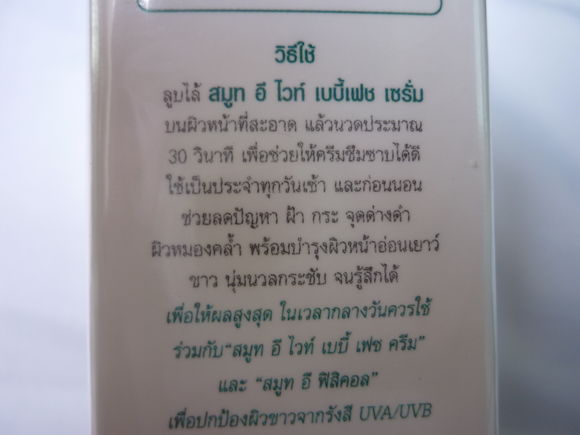 วิธีใช้
ลูบไล้ สมูท อี ไวท์ เบบี้เฟช เซรั่ม
บนผิวหน้าที่สะอาด แล้วนวดประมาณ
30 วินาที เพื่อช่วยให้ครีมซึมซาบได้ดี
ใช้เป็นประจำทุกวันเช้า และก่อนนอน
ช่วยลดปัญหา ฝ้า กระ จุดด่างดำ
ผิวหมองคล้ำ พร้อมบำรุงผิวหน้าอ่อนเยาว์
ขาว นุ่มนวลกระชับ จนรู้สึกได้
เพื่อให้ผลสูงสุด ในเวลากลางวันควรใช้
ร่วมกับ"สมูท อี ไวท์ เบบี้ เฟซ ครีม"
และ "สมูท อี ฟิสิคอล"
เพื่อปกป้องผิวขาวจากรังสี UVA/UVB